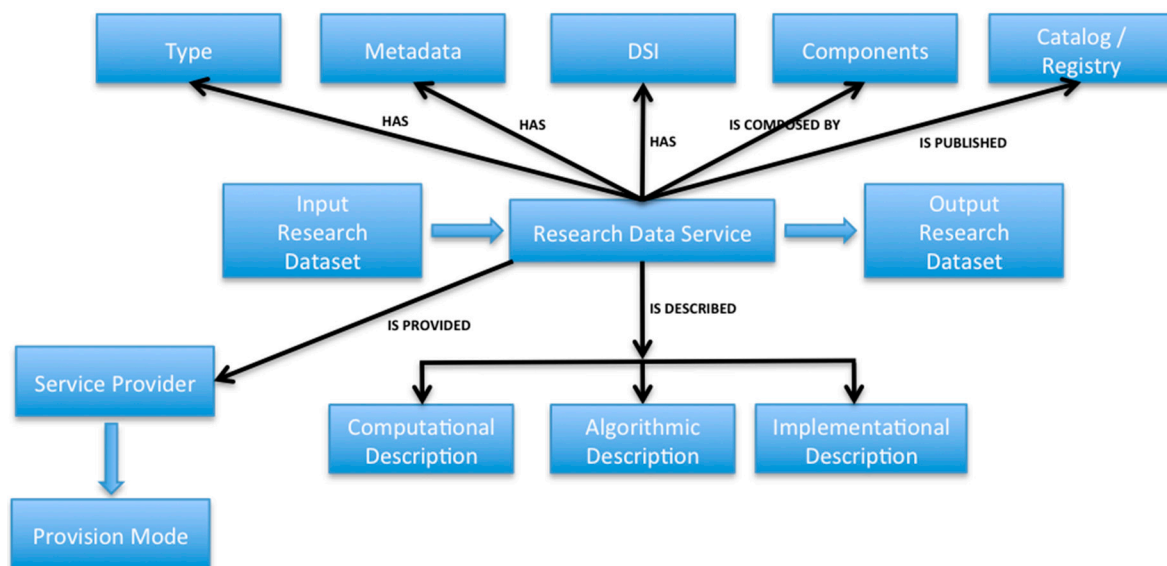 Type
Metadata
DSI
Components
Catalog /
Registry
HAS
HAS
HAS
IS COMPOSED BY
IS PUBLISHED
Input
Research
Dataset
Research Data Service
Output
Research
Dataset
IS PROVIDED
IS DESCRIBED
Service Provider
Computational
Description
Algorithmic
Description
Implementational
Description
Provision Mode